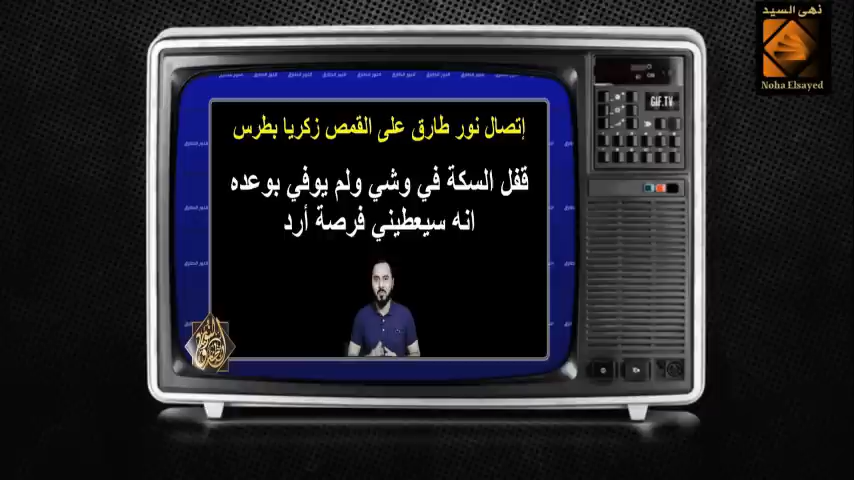 نهى السيد
Noha Elsayed
GIF.TV
إتصال نور طارق على القمص زكريا بطرس
قفل السكة في وشي ولم يوفي بوعده
انه سيعطيني فرصة أرد